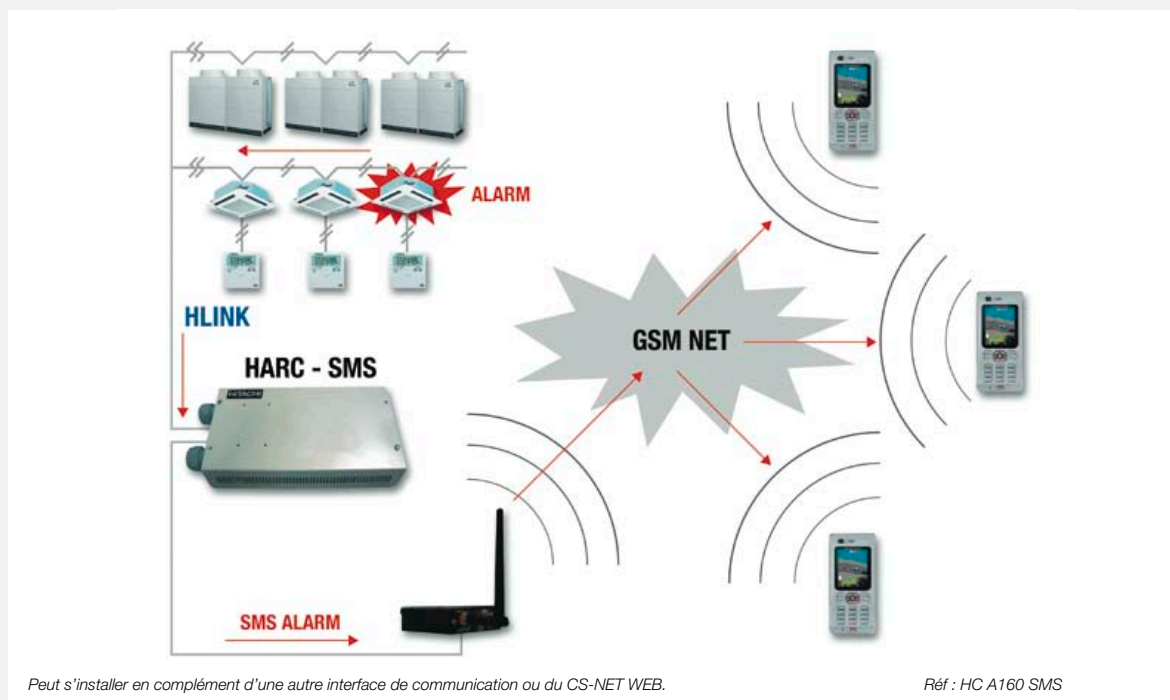 ALARM
HLINK
HARC - SMS
HITACHI
GSM NET
SMS ALARM
Peut s'installer en complément d'une autre interface de communication ou du CS-NET WEB.
Réf : HC A160 SMS